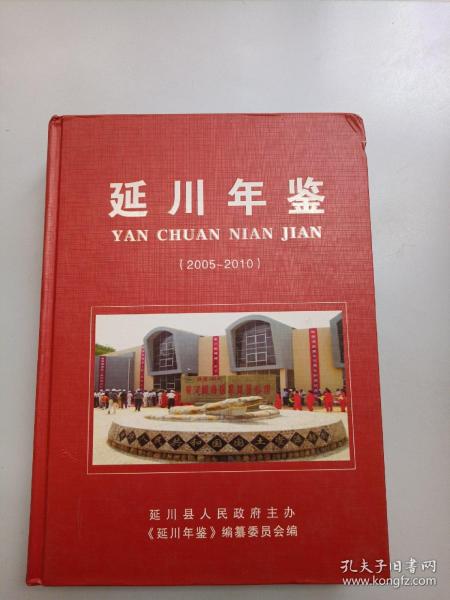 延川年鉴
YAN CHUAN NIAN JIAN
(2005~2010)
延川县人民政府主办
《延川年鉴》编纂委员会编
孔夫子旧书网
www.kongfz.com